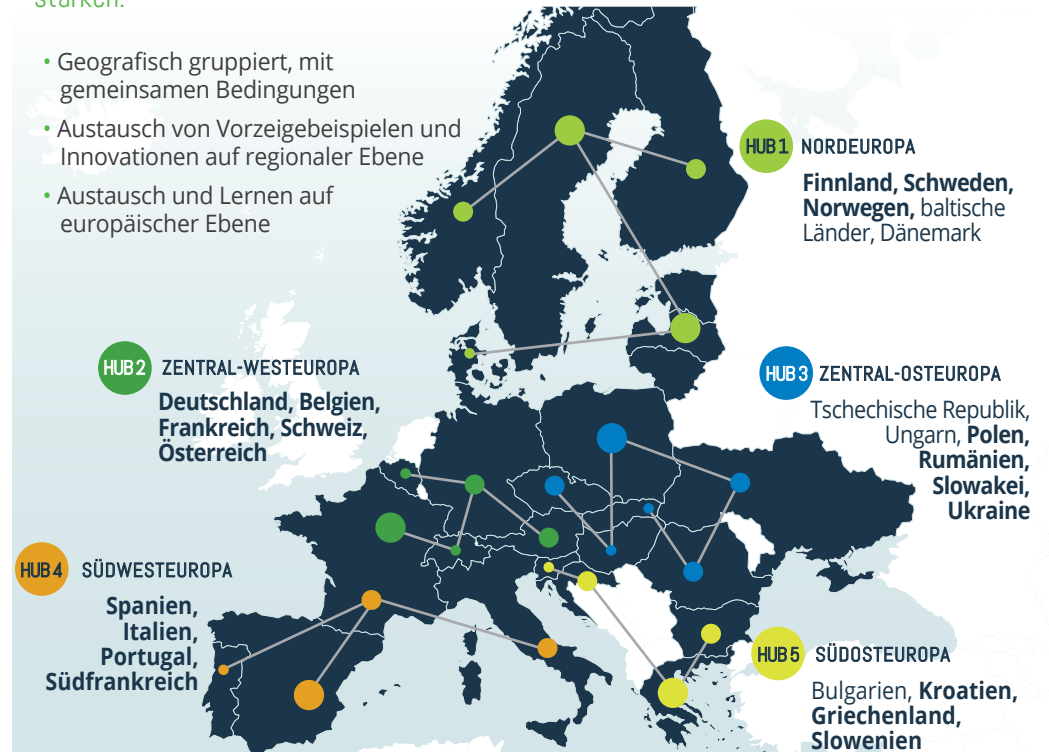 stärken.
• Geografisch gruppiert, mit
gemeinsamen Bedingungen
• Austausch von Vorzeigebeispielen und
Innovationen auf regionaler Ebene
• Austausch und Lernen auf
europäischer Ebene
HUB 1 NORDEUROPA
Finnland, Schweden,
Norwegen, baltische
Länder, Dänemark
HUB 2 ZENTRAL-WESTEUROPA
Deutschland, Belgien,
Frankreich, Schweiz,
Österreich
HUB 3 ZENTRAL-OSTEUROPA
Tschechische Republik,
Ungarn, Polen,
Rumänien,
Slowakei,
Ukraine
HUB 4 SÜDWESTEUROPA
Spanien,
Italien,
Portugal,
Südfrankreich
HUB 5 SÜDOSTEUROPA
Bulgarien, Kroatien,
Griechenland,
Slowenien